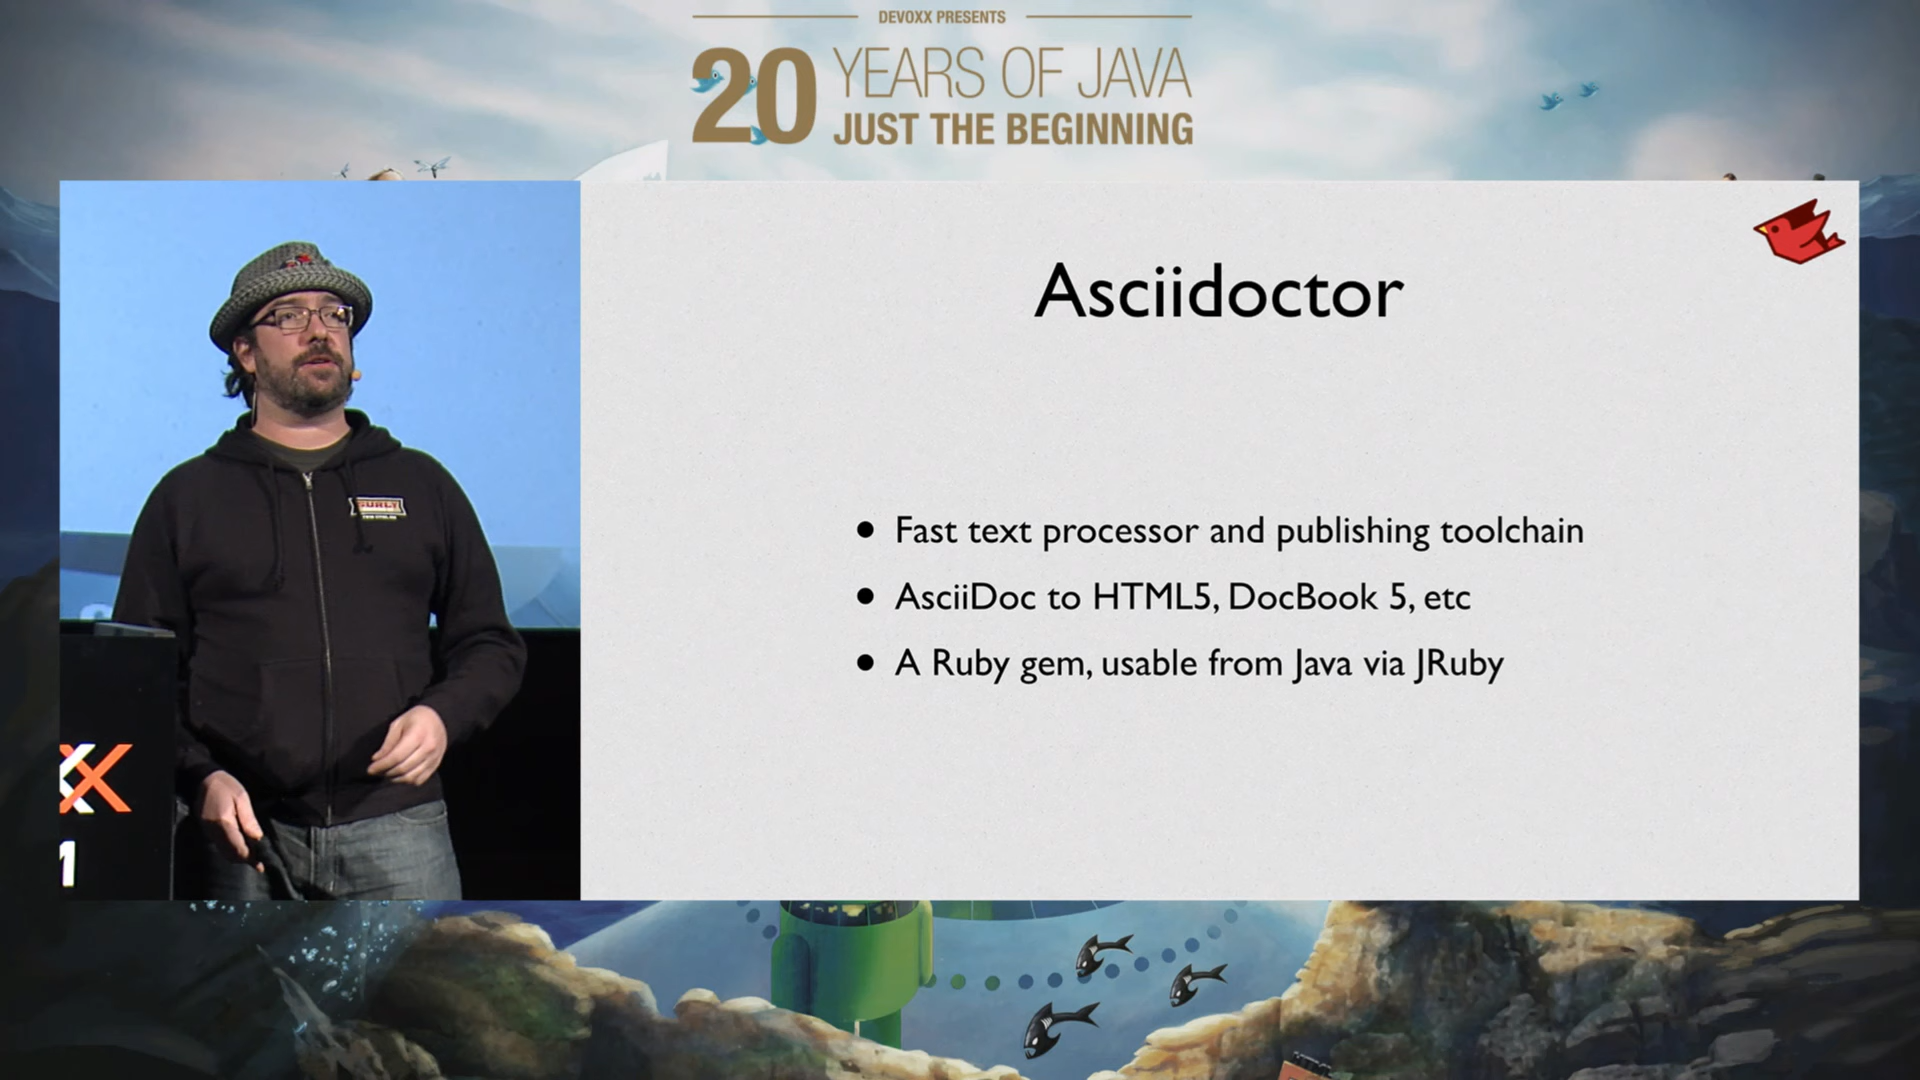 DEVOXX PRESENTS
20 YEARS OF JAVA
JUST THE BEGINNING
Asciidoctor
• Fast text processor and publishing toolchain
• AsciiDoc to HTML5, DocBook 5, etc
• A Ruby gem, usable from Java via JRuby
SURLY